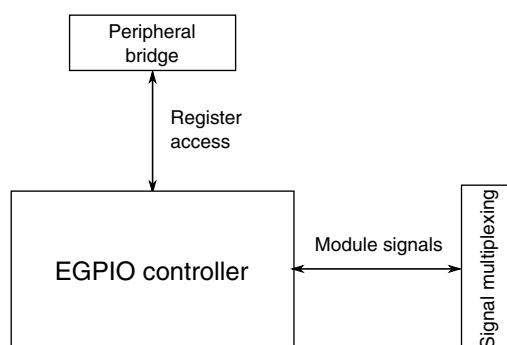 Peripheral
bridge
Register
access
EGPIO controller
Module signals
Signal multiplexing